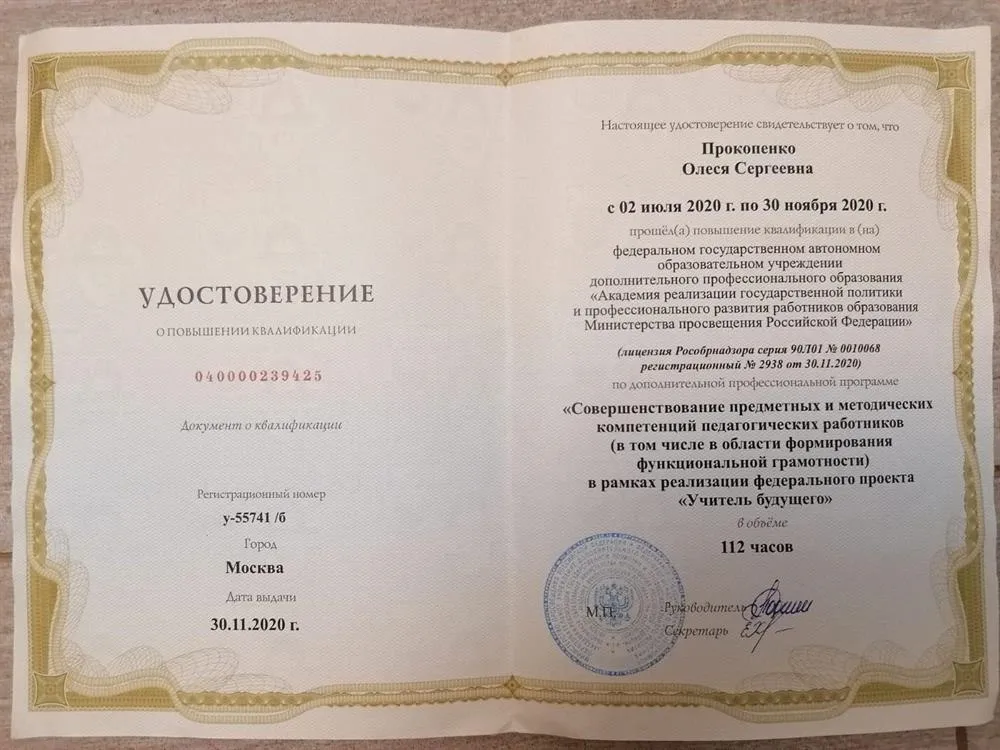 УДОСТОВЕРЕНИЕ
О ПОВЫШЕНИИ КВАЛИФИКАЦИИ
040000239425
Документ о квалификации
Регистрационный номер
у-55741 /б
Город
Москва
Дата выдачи
30.11.2020 г.
Настоящее удостоверение свидетельствует о том, что
Прокопенко
Олеся Сергеевна
с 02 июля 2020 г. по 30 ноября 2020 г.
прошёл(а) повышение квалификации в (на)
федеральном государственном автономном
образовательном учреждении
дополнительного профессионального образования
«Академия реализации государственной политики
и профессионального развития работников образования
Министерства просвещения Российской Федерации»
(лицензия Рособрнадзора серия 90Л01 № 0010068
регистрационный № 2938 от 30.11.2020)
по дополнительной профессиональной программе
«Совершенствование предметных и методических
компетенций педагогических работников
(в том числе в области формирования
функциональной грамотности)
в рамках реализации федерального проекта
«Учитель будущего»
в объёме
112 часов
М.П.
Руководитель
Секретарь